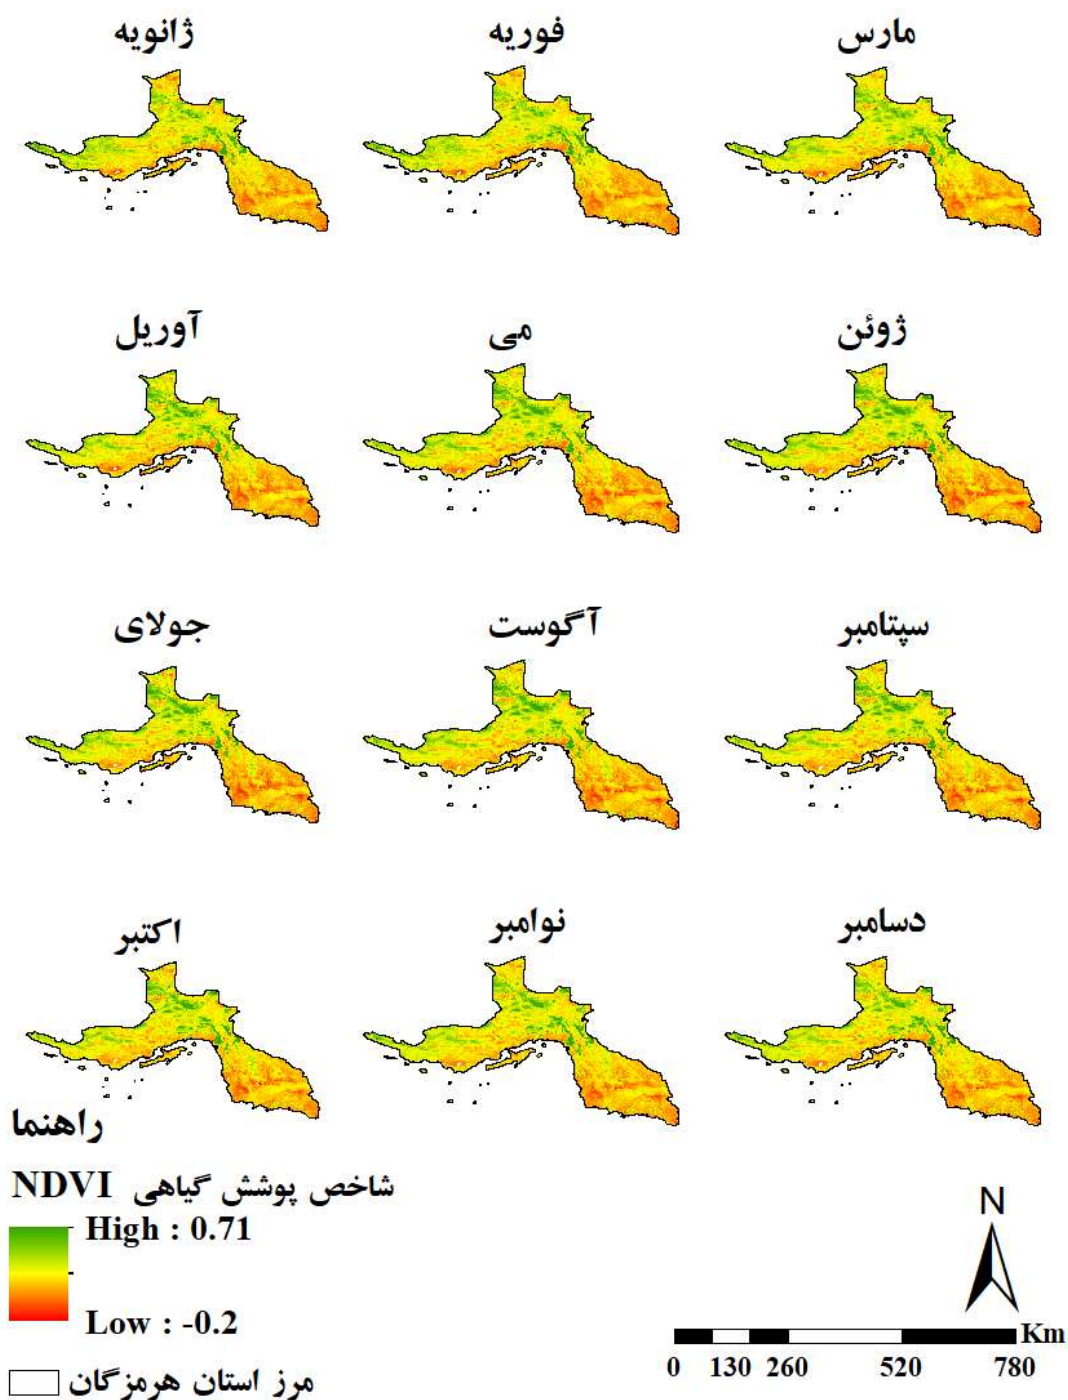 ژانویه
فوریه
مارس
آوریل
می
ژوئن
جولای
آگوست
سپتامبر
اکتبر
نوامبر
دسامبر
راهنما
شاخص پوشش گیاهی NDVI
High : 0.71
Low : -0.2
مرز استان هرمزگان
N
Km
0 130 260 520 780